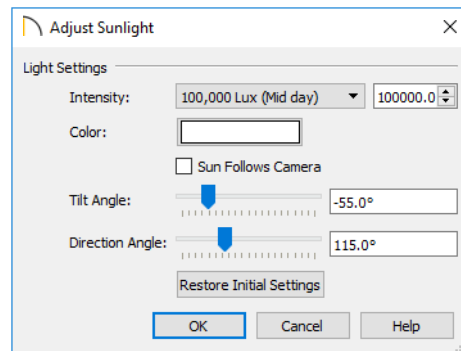 Adjust Sunlight
Light Settings
Intensity: 100,000 Lux (Mid day) 100000.0
Color:
Sun Follows Camera
Tilt Angle: -55.0°
Direction Angle: 115.0°
Restore Initial Settings
OK Cancel Help